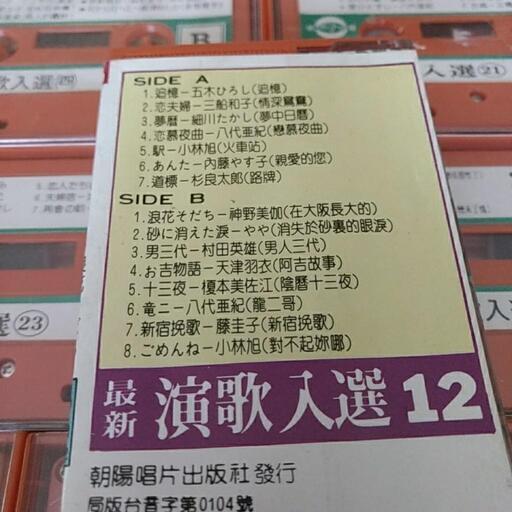 B
歌入選(四)
入選(21)
選(23)
SIDE A
1.追憶－五木ひろし(追憶)
2.恋夫婦－三船和子(情深鴛鴦)
3.夢暦－細川たかし(夢中日曆)
4.恋慕夜曲－八代亜紀(戀慕夜曲)
5.駅－小林旭(火車站)
6.あんた－内藤やす子(親愛的您)
7.道標－杉良太郎(路牌)
SIDE B
1.浪花そだち－神野美伽(在大阪長大的)
2.砂に消えた涙－やや(消失於砂裏的眼淚)
3.男三代－村田英雄(男人三代)
4.お吉物語－天津羽衣(阿吉故事)
5.十三夜－榎本美佐江(陰曆十三夜)
6.竜二－八代亜紀(龍二哥)
7.新宿挽歌－藤圭子(新宿挽歌)
8.ごめんね－小林旭(對不起妳哪)
最新 演歌入選12
朝陽唱片出版社發行
局版台音字第0104號